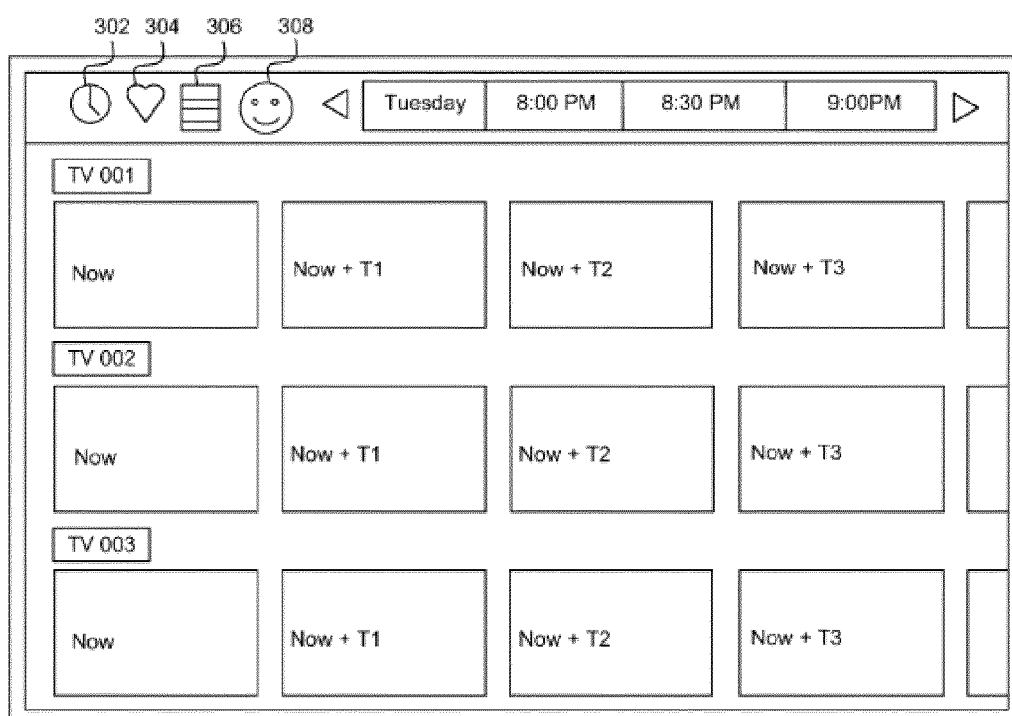 302 304 306 308
Tuesday 8:00 PM 8:30 PM 9:00PM
TV 001
Now Now + T1 Now + T2 Now + T3
TV 002
Now Now + T1 Now + T2 Now + T3
TV 003
Now Now + T1 Now + T2 Now + T3